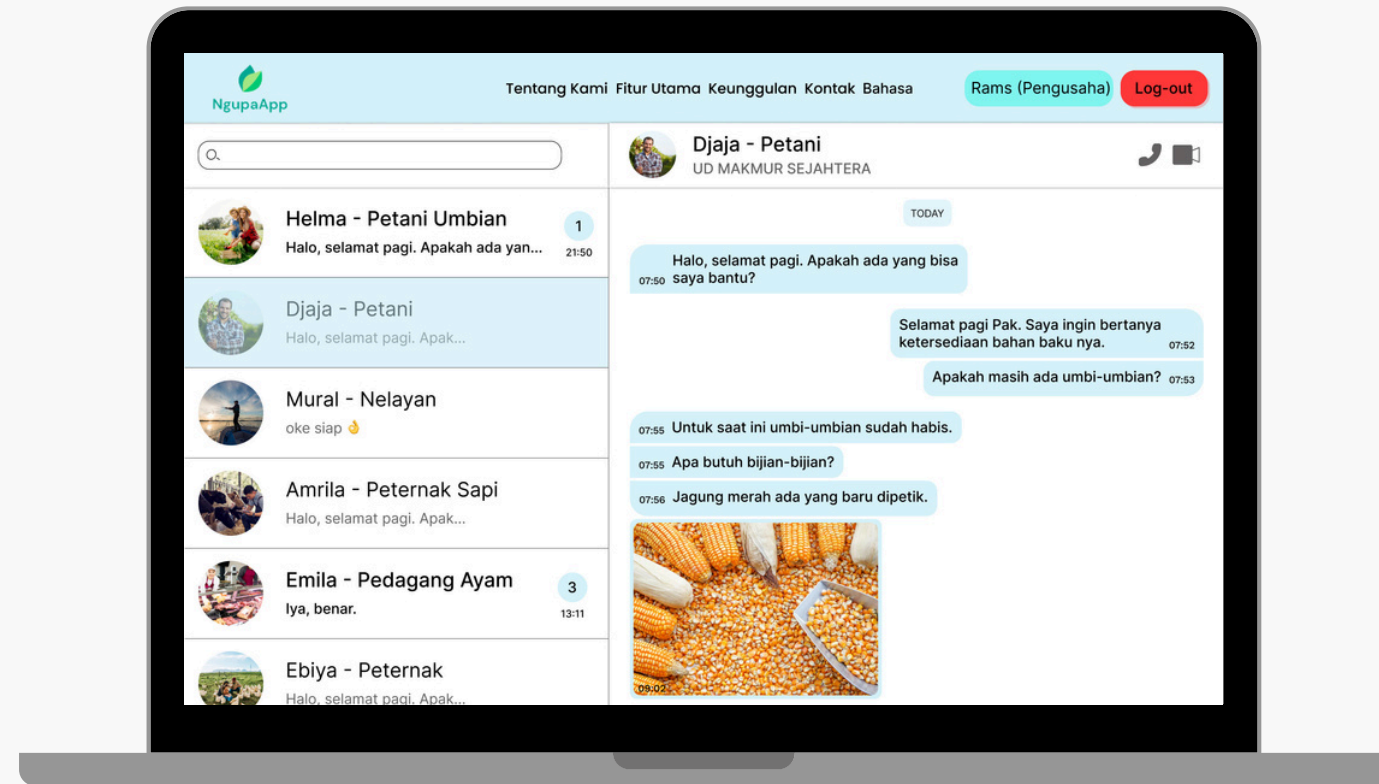 NgupaApp
Tentang Kami Fitur Utama Keunggulan Kontak Bahasa
Rams (Pengusaha)
Log-out
Helma - Petani Umbian
Halo, selamat pagi. Apakah ada yan...
1
21:50
Djaja - Petani
Halo, selamat pagi. Apak...
Mural - Nelayan
oke siap 👌
Amrila - Peternak Sapi
Halo, selamat pagi. Apak...
Emila - Pedagang Ayam
Iya, benar.
3
13:11
Ebiya - Peternak
Halo, selamat pagi. Apak...
Djaja - Petani
UD MAKMUR SEJAHTERA
TODAY
Halo, selamat pagi. Apakah ada yang bisa
07:50 saya bantu?
Selamat pagi Pak. Saya ingin bertanya
ketersediaan bahan baku nya. 07:52
Apakah masih ada umbi-umbian? 07:53
07:55 Untuk saat ini umbi-umbian sudah habis.
07:55 Apa butuh bijian-bijian?
07:56 Jagung merah ada yang baru dipetik.
08:02